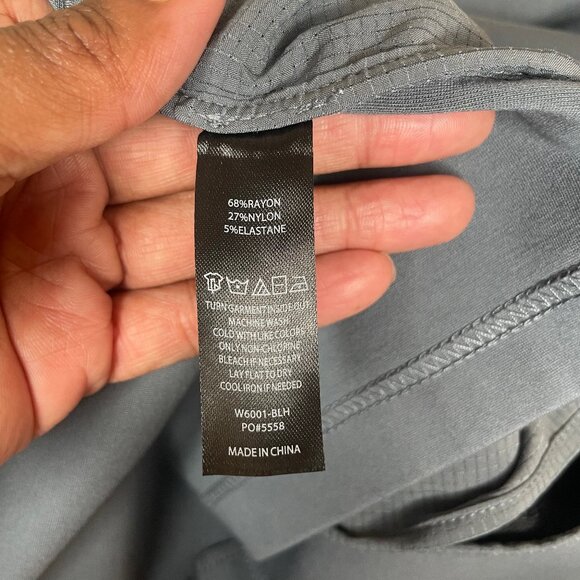 68%RAYON
27%NYLON
5%ELASTANE
TURN GARMENT INSIDE OUT
MACHINE WASH
COLD WITH LIKE COLORS
ONLY NON-CHLORINE
BLEACH IF NECESSARY
LAY FLAT TO DRY
COOL IRON IF NEEDED
W6001-BLH
PO#5558
MADE IN CHINA